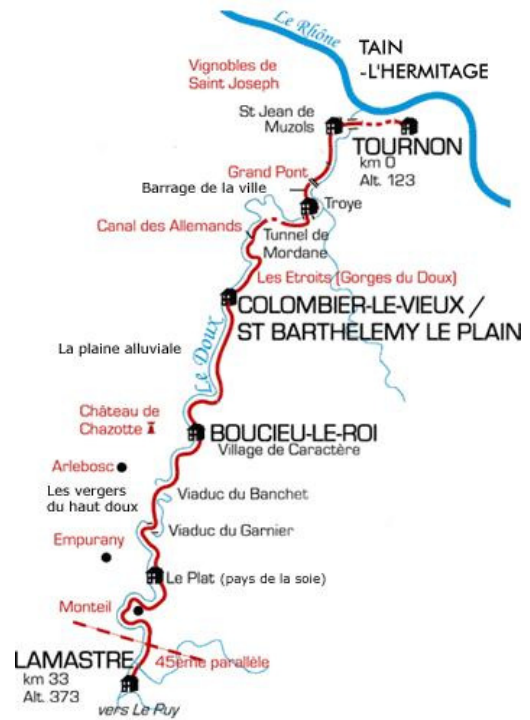 Le Rhône
TAIN
-L'HERMITAGE
Vignobles de
Saint Joseph
St Jean de
Muzols
TOURNON
km 0
Alt. 123
Grand Pont
Barrage de la ville
Troye
Canal des Allemands
Tunnel de
Mordane
Les Etroits (Gorges du Doux)
COLOMBIER-LE-VIEUX /
ST BARTHELEMY LE PLAIN
La plaine alluviale
Le Doux
Château de
Chazotte
BOUCIEU-LE-ROI
Village de Caractère
Arlebosc
Les vergers
du haut doux
Viaduc du Banchet
Viaduc du Garnier
Empurany
Le Plat (pays de la soie)
Monteil
LAMASTRE
45ème parallèle
km 33
Alt. 373
vers Le Puy